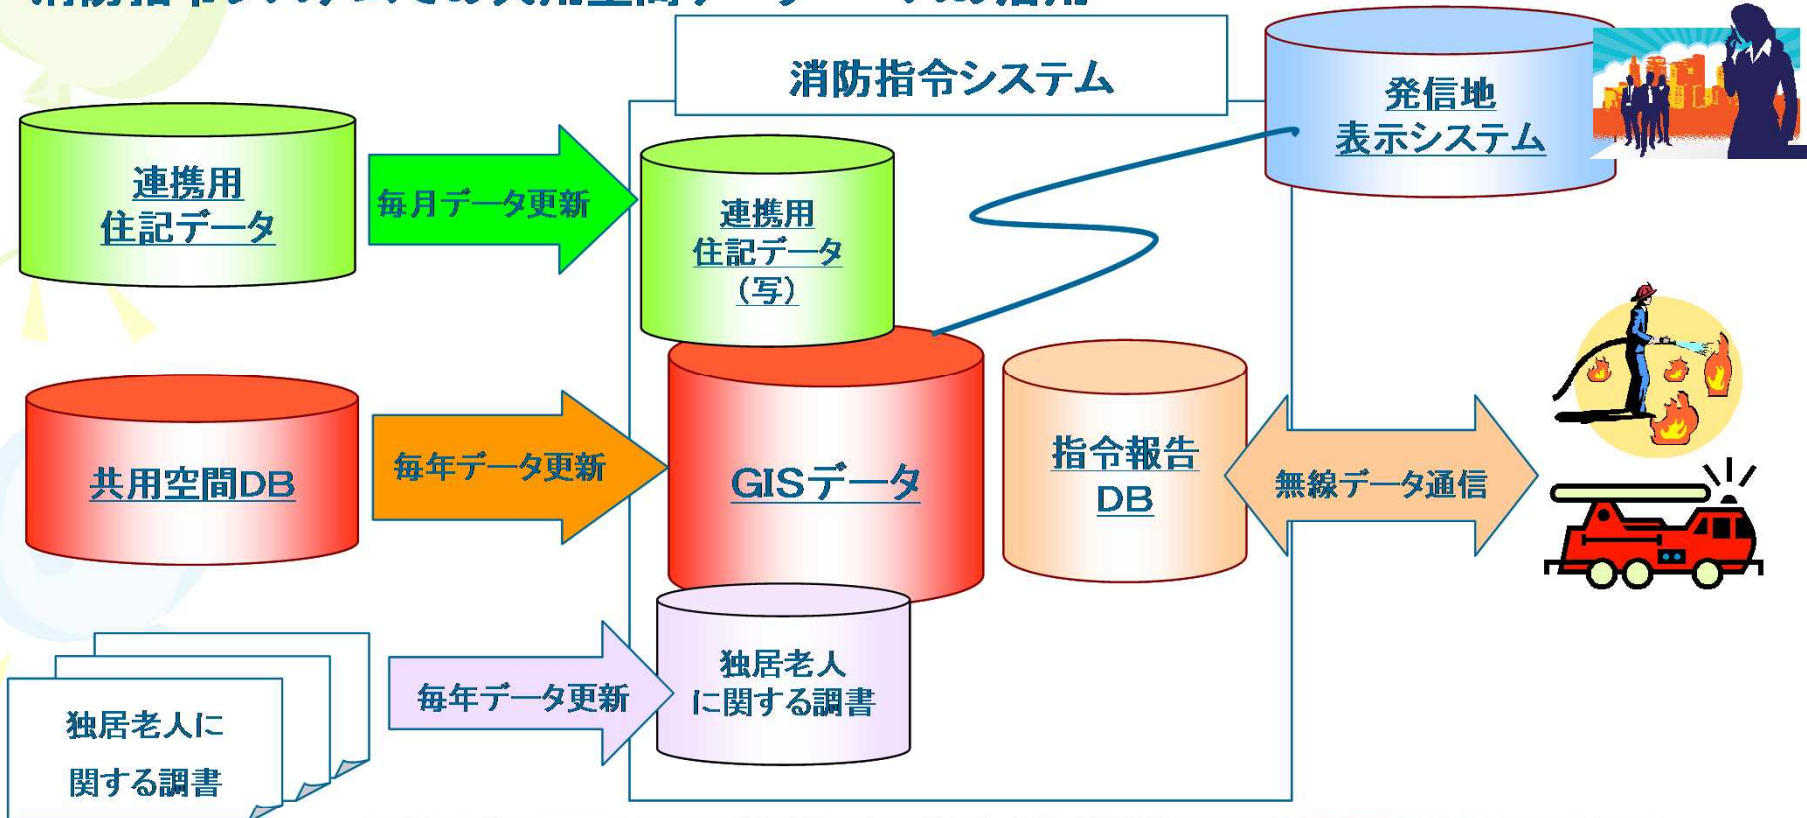 消防指令システム
発信地
表示システム
連携用
住記データ
毎月データ更新
連携用
住記データ
(写)
共用空間DB
毎年データ更新
GISデータ
指令報告
DB
無線データ通信
独居老人に
関する調書
毎年データ更新
独居老人
に関する調書